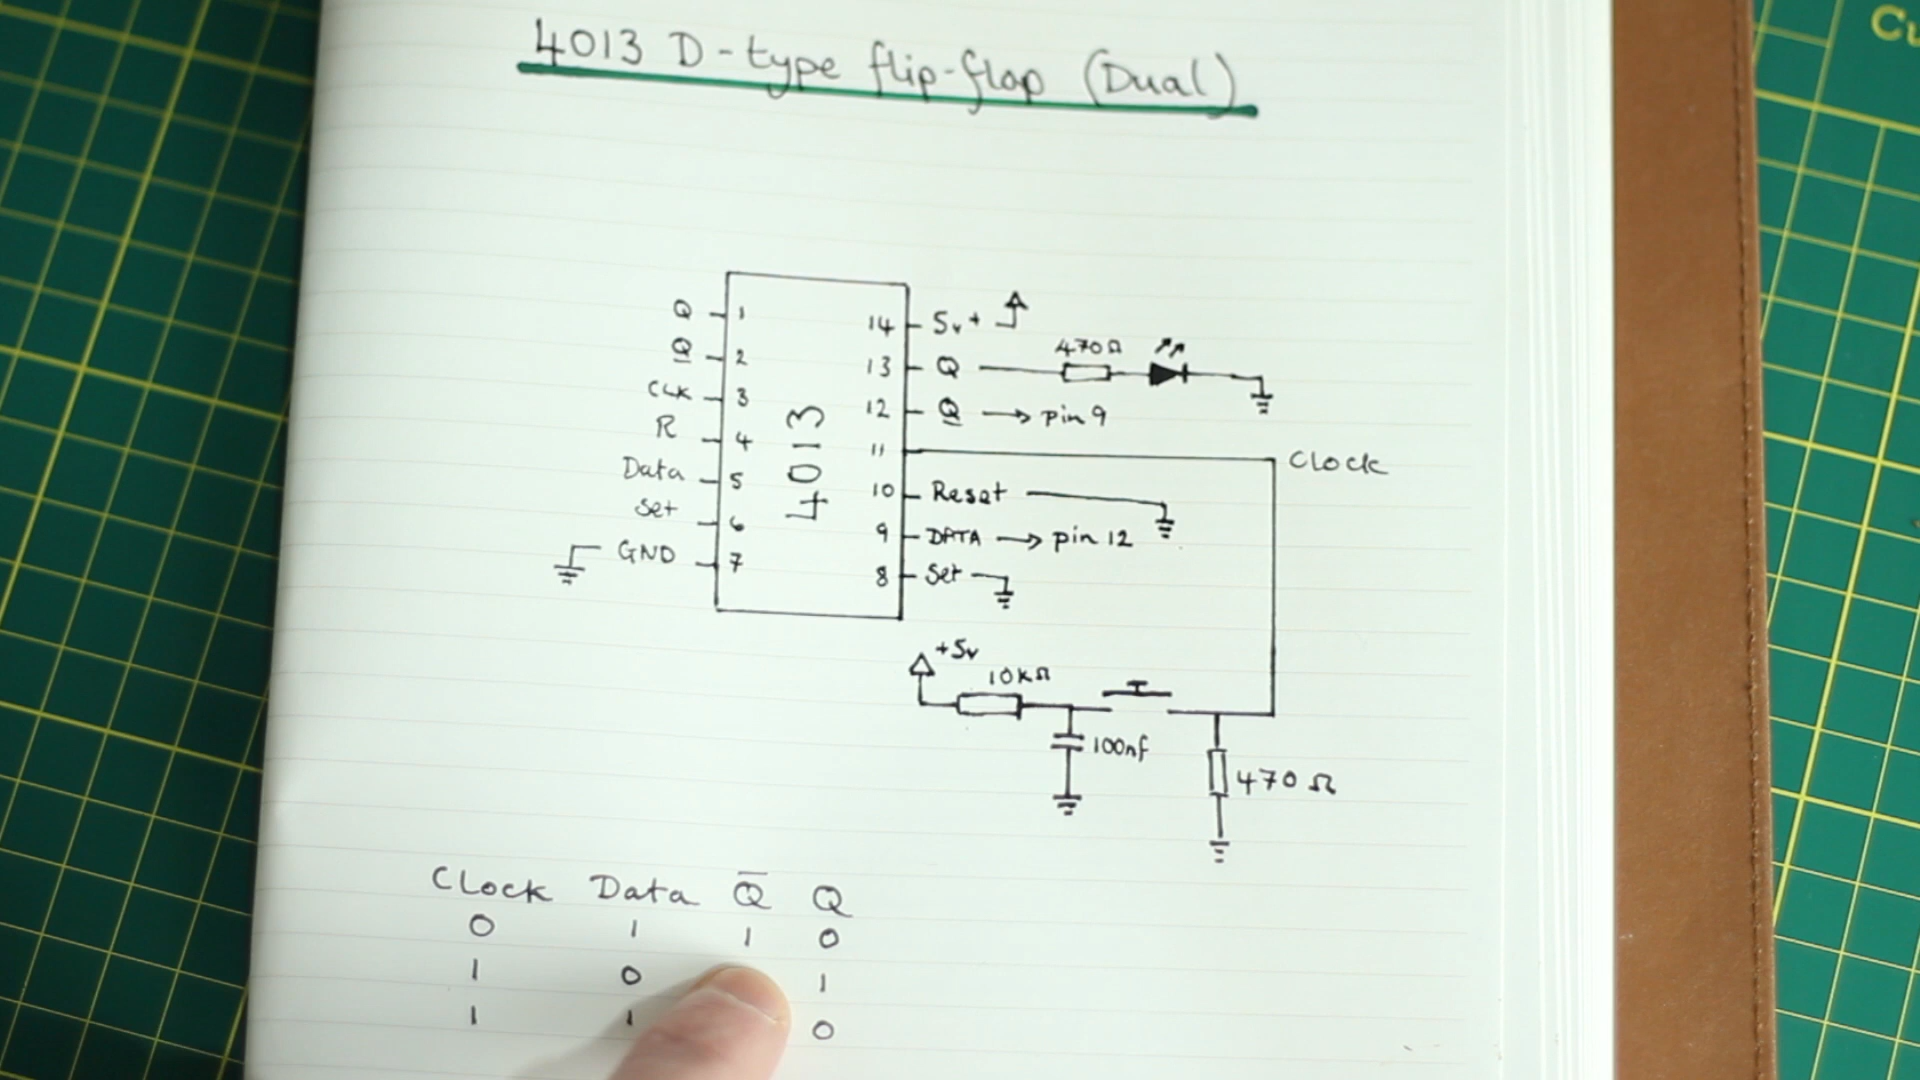 4013 D-type flip-flop (Dual)
Cu
Q 1
Q 2
CLK 3
R 4
Data 5
Set 6
GND 7
4013
14 5v+
13 Q 470Ω
12 Q → pin 9
11 Clock
10 Reset
9 DATA → pin 12
8 Set
+5v
10kΩ
100nf
470Ω
Clock Data Q̅ Q
0 1 1 0
1 0 1
1 1 0